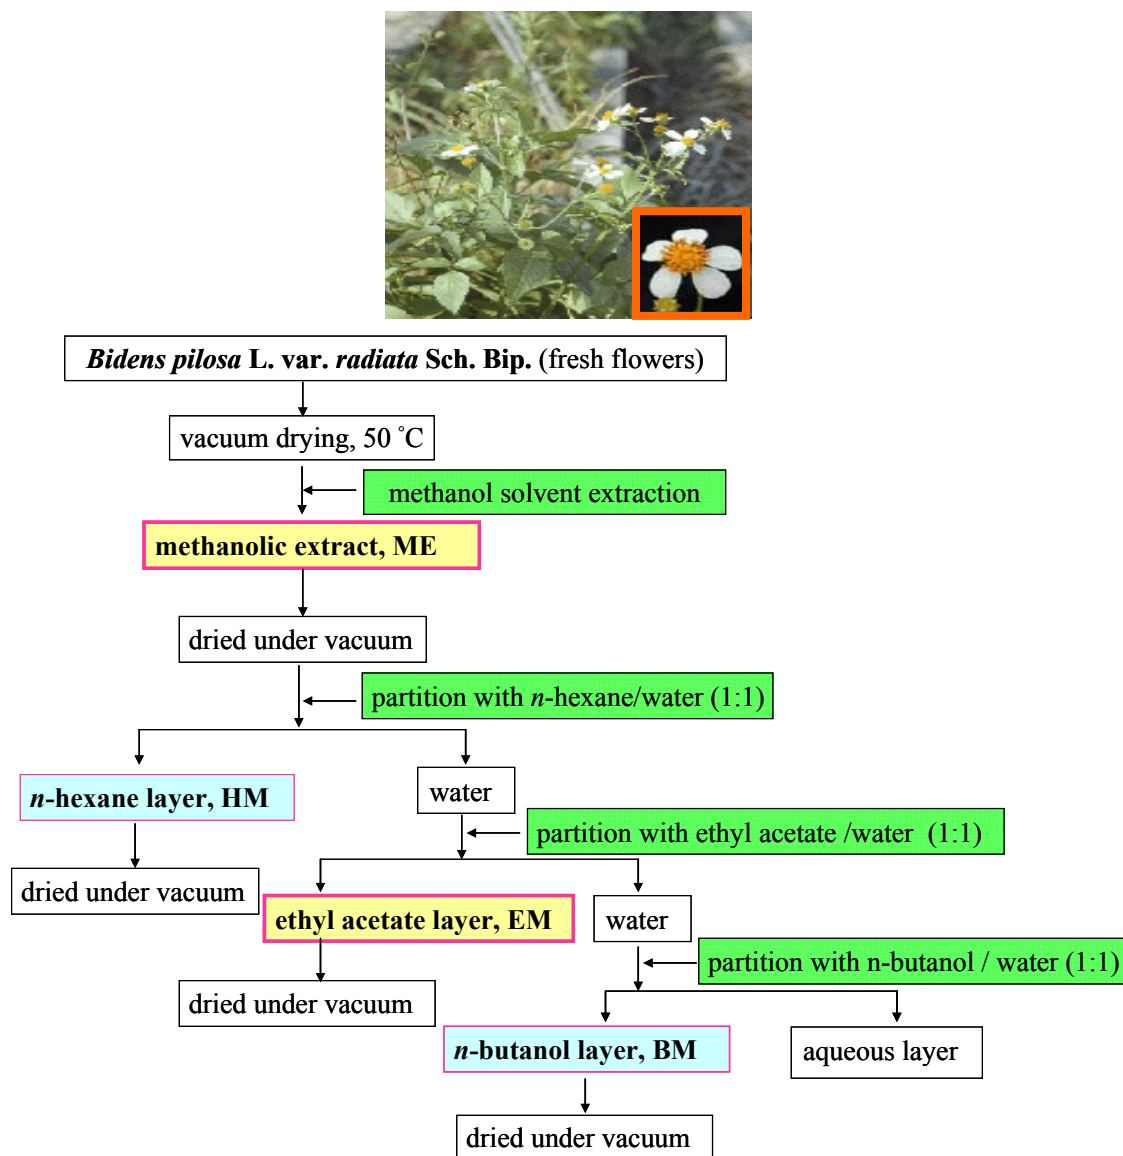 Bidens pilosa L. var. radiata Sch. Bip. (fresh flowers)
vacuum drying, 50 °C
methanol solvent extraction
methanolic extract, ME
dried under vacuum
partition with n-hexane/water (1:1)
n-hexane layer, HM
water
partition with ethyl acetate /water (1:1)
dried under vacuum
ethyl acetate layer, EM
water
partition with n-butanol / water (1:1)
dried under vacuum
n-butanol layer, BM
aqueous layer
dried under vacuum